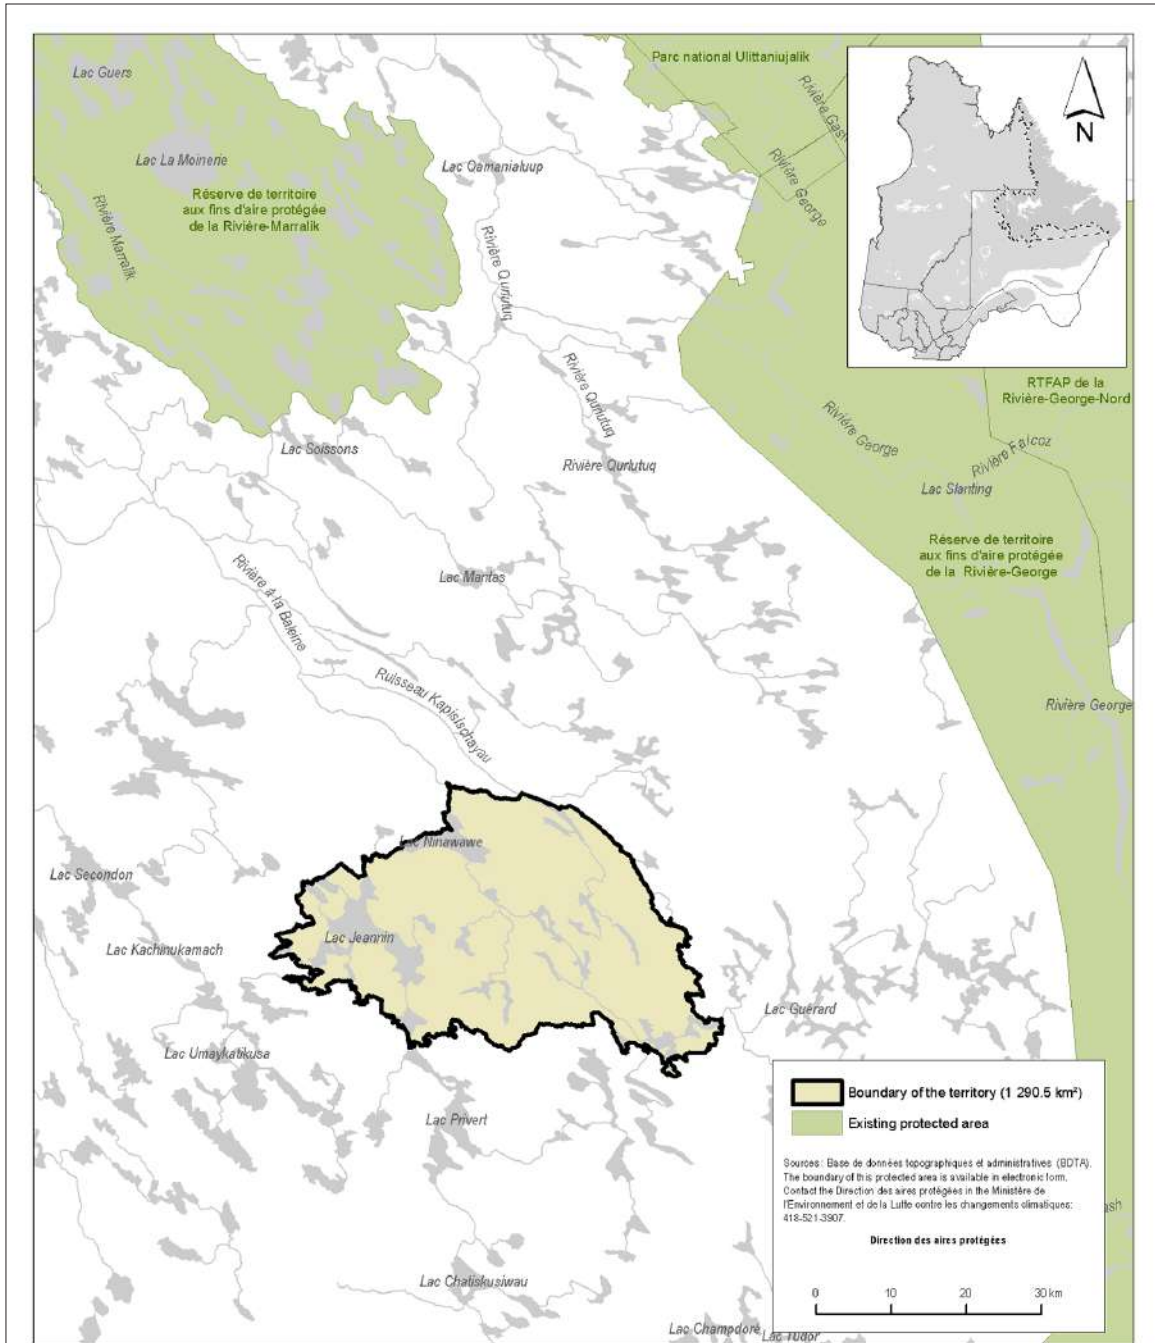 Lac Guers
Parc national Ulittaniujalik
Rivière George
N
Lac La Moinerie
Lac Qamanialuup
Réserve de territoire
aux fins d'aire protégée
de la Rivière-Marralik
Rivière Marralik
Rivière Qurlutuq
Rivière Qurlutuq
RTFAP de la
Rivière-George-Nord
Rivière George
Lac Soissons
Rivière Qurlutuq
Rivière Falcoz
Lac Slanting
Réserve de territoire
aux fins d'aire protégée
de la Rivière-George
Lac Mantas
Rivière à la Baleine
Ruisseau Kapisischayau
Rivière George
Lac Ninawawe
Lac Secondon
Lac Jeannin
Lac Kachinukamach
Lac Guérard
Lac Umaykatikusa
Lac Privert
Boundary of the territory (1 290.5 km²)
Existing protected area
Sources: Base de données topographiques et administratives (BDTA).
The boundary of this protected area is available in electronic form.
Contact the Direction des aires protégées in the Ministère de
l'Environnement et de la Lutte contre les changements climatiques:
418-521-3907.
Direction des aires protégées
0 10 20 30 km
Lac Chatiskusiwau
Lac Champdoré
Lac Tudor